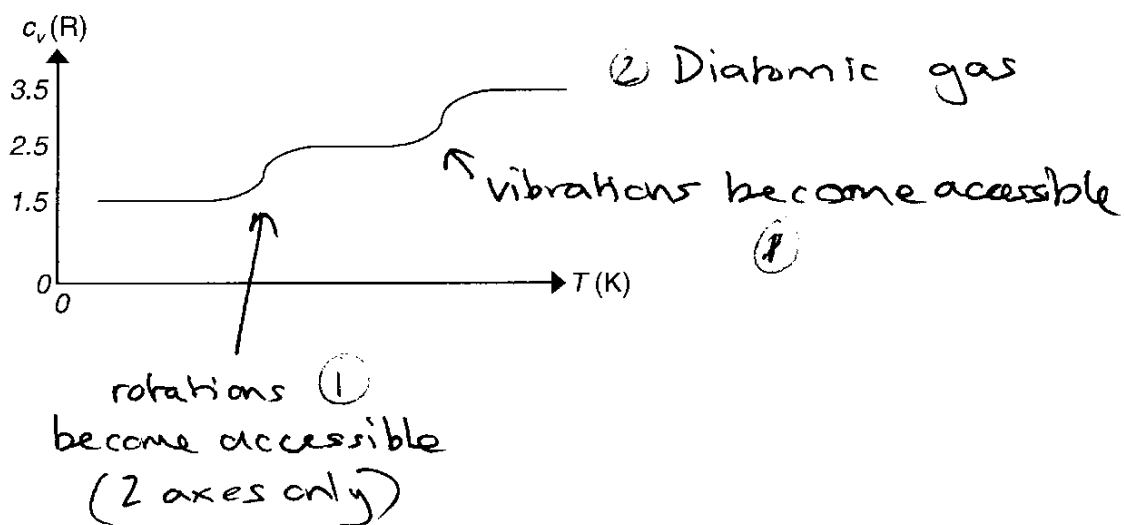 c_v (R)
3.5
② Diatomic gas
2.5
vibrations become accessible
1.5
①
0
T (K)
0
rotations ①
become accessible
(2 axes only)